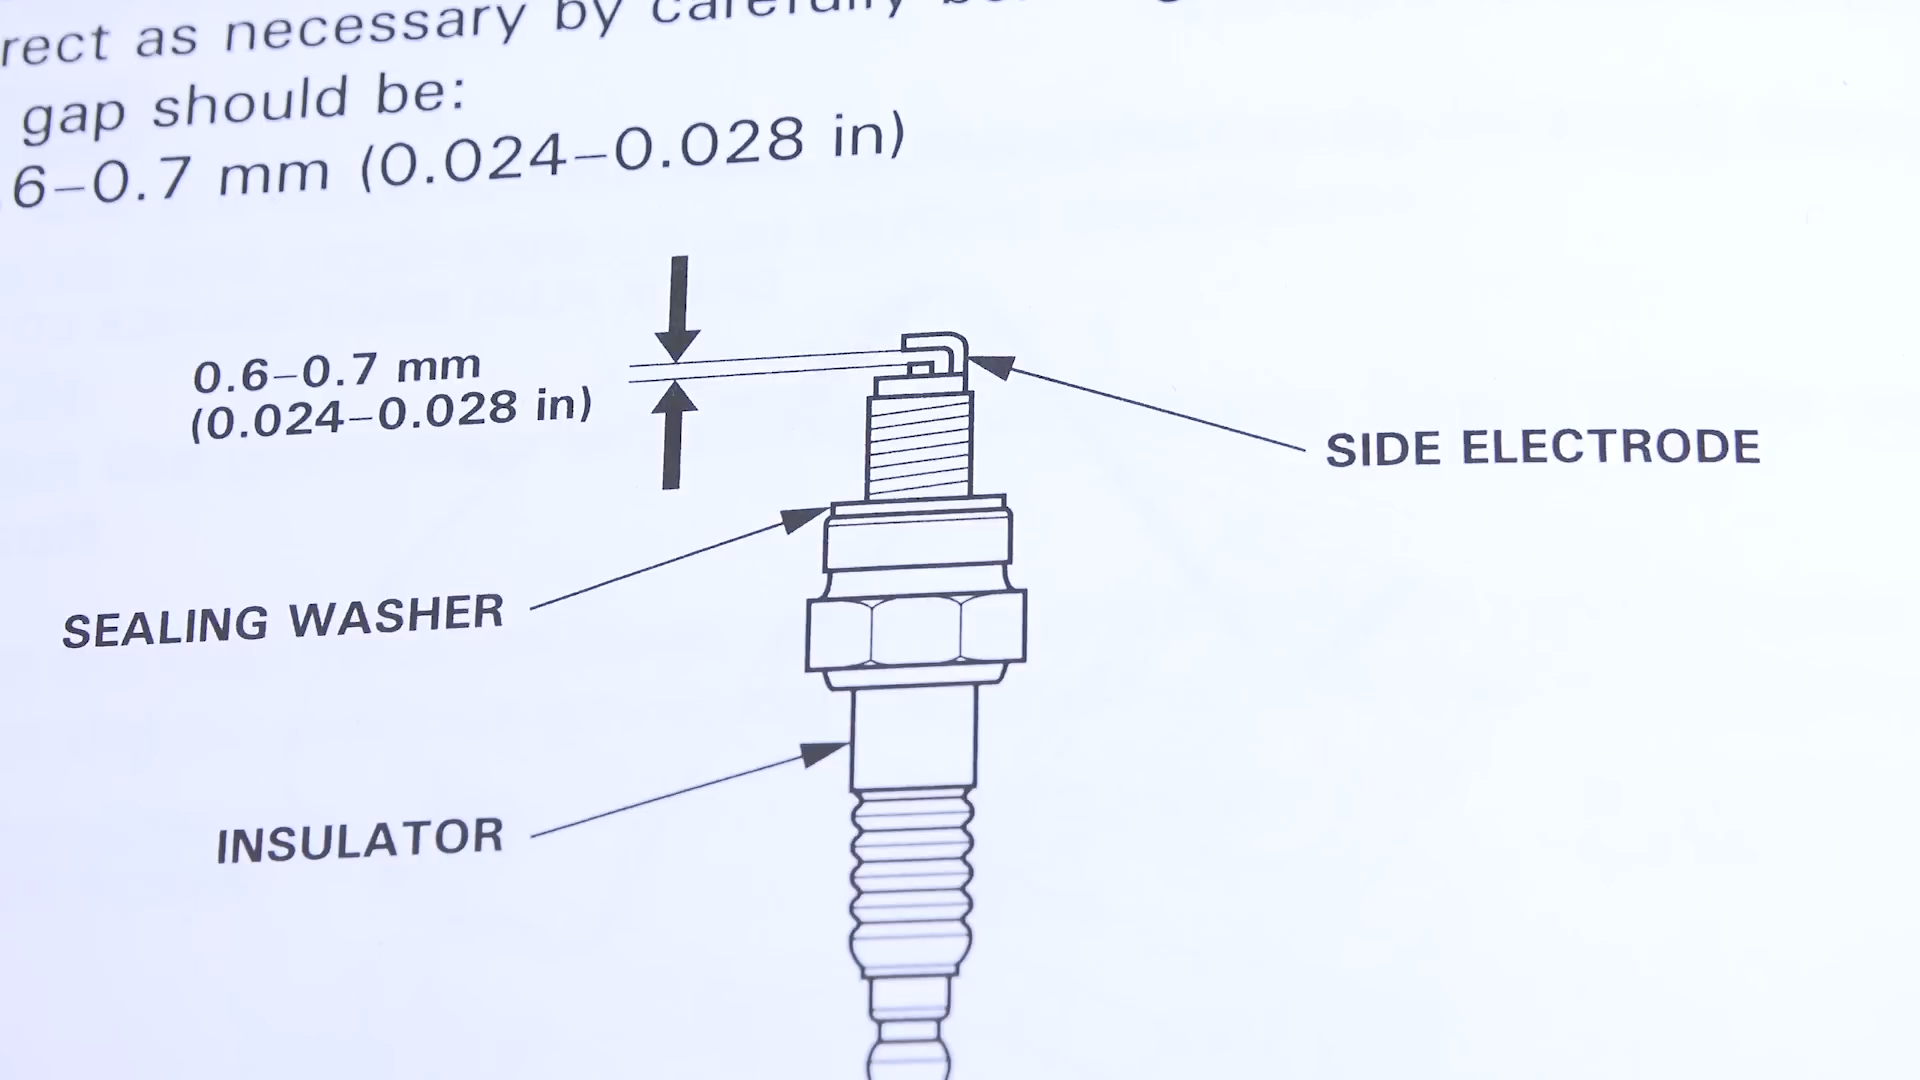 rect as necessary by carefully
gap should be:
6–0.7 mm (0.024–0.028 in)
0.6–0.7 mm
(0.024–0.028 in)
SIDE ELECTRODE
SEALING WASHER
INSULATOR